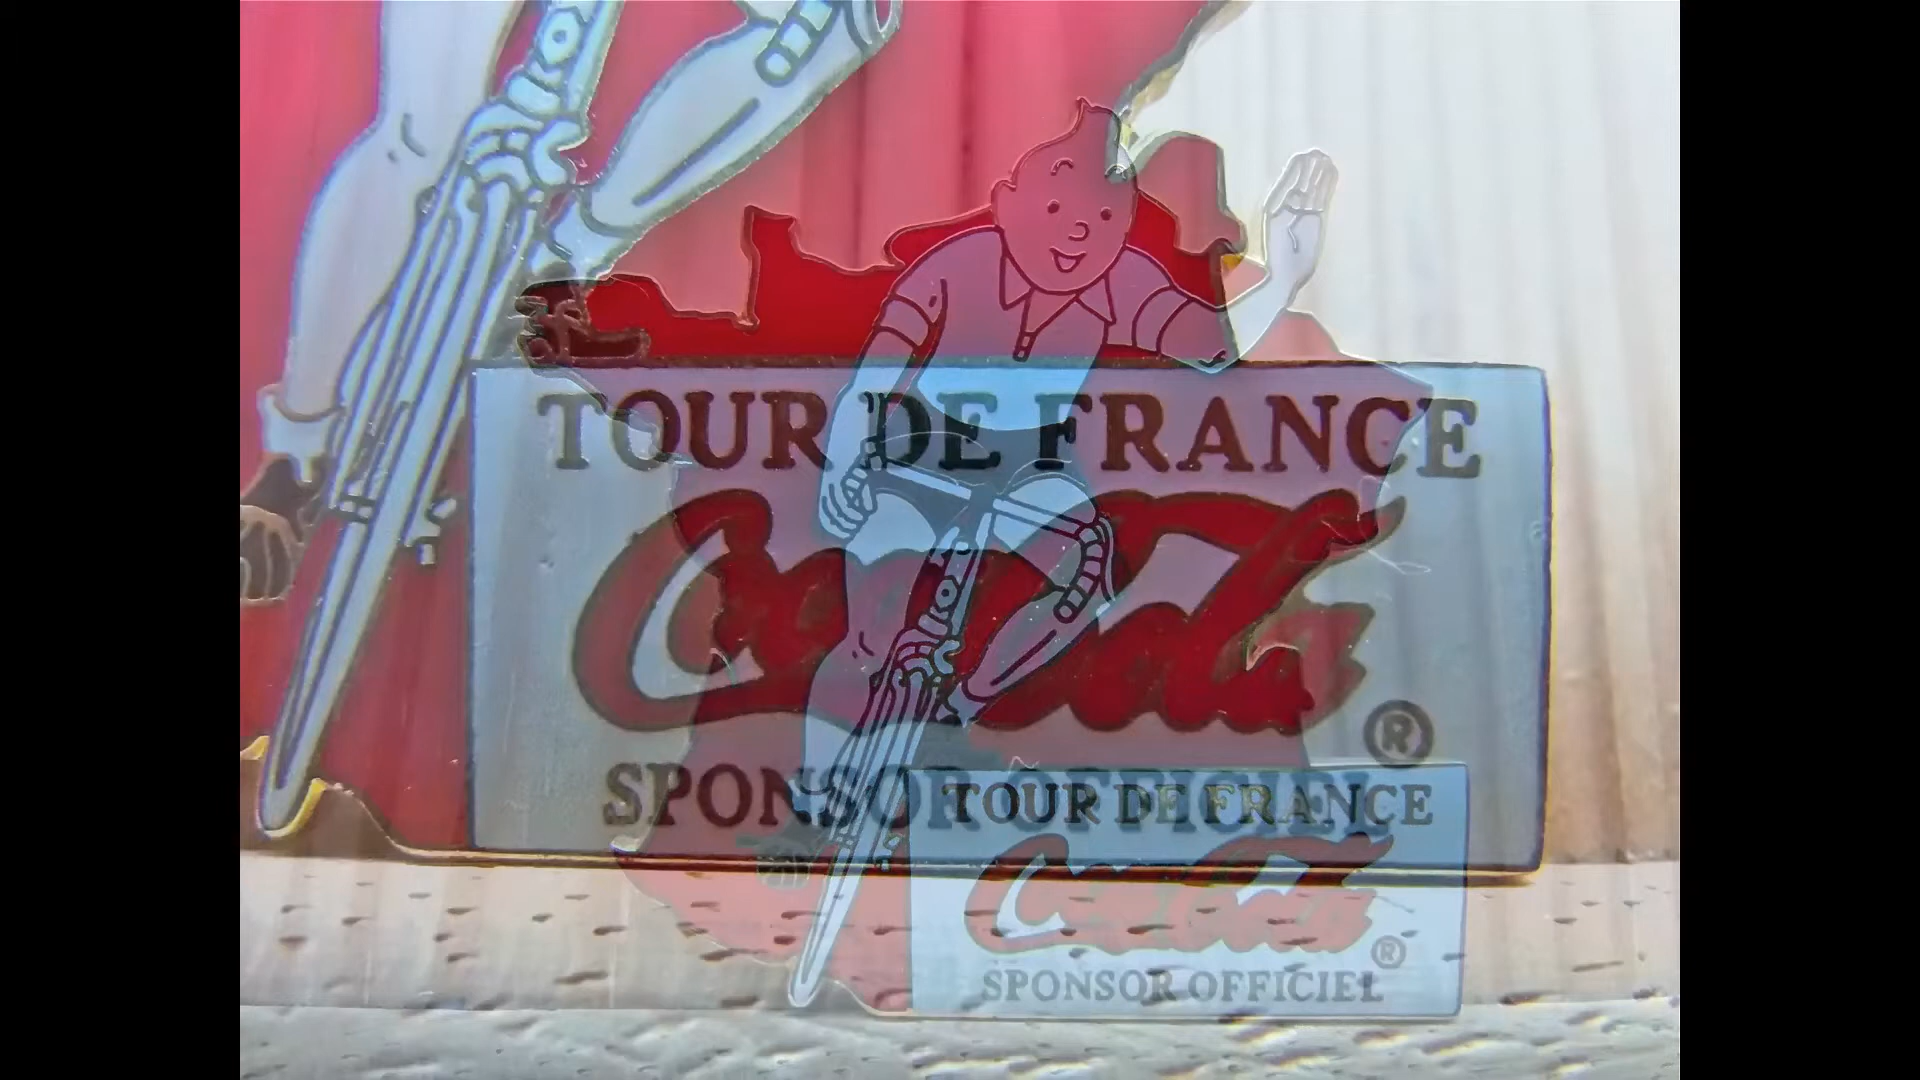 TOUR DE FRANCE
Coca-Cola
®
SPONSOR OFFICIEL
TOUR DE FRANCE
Coca-Cola
®
SPONSOR OFFICIEL